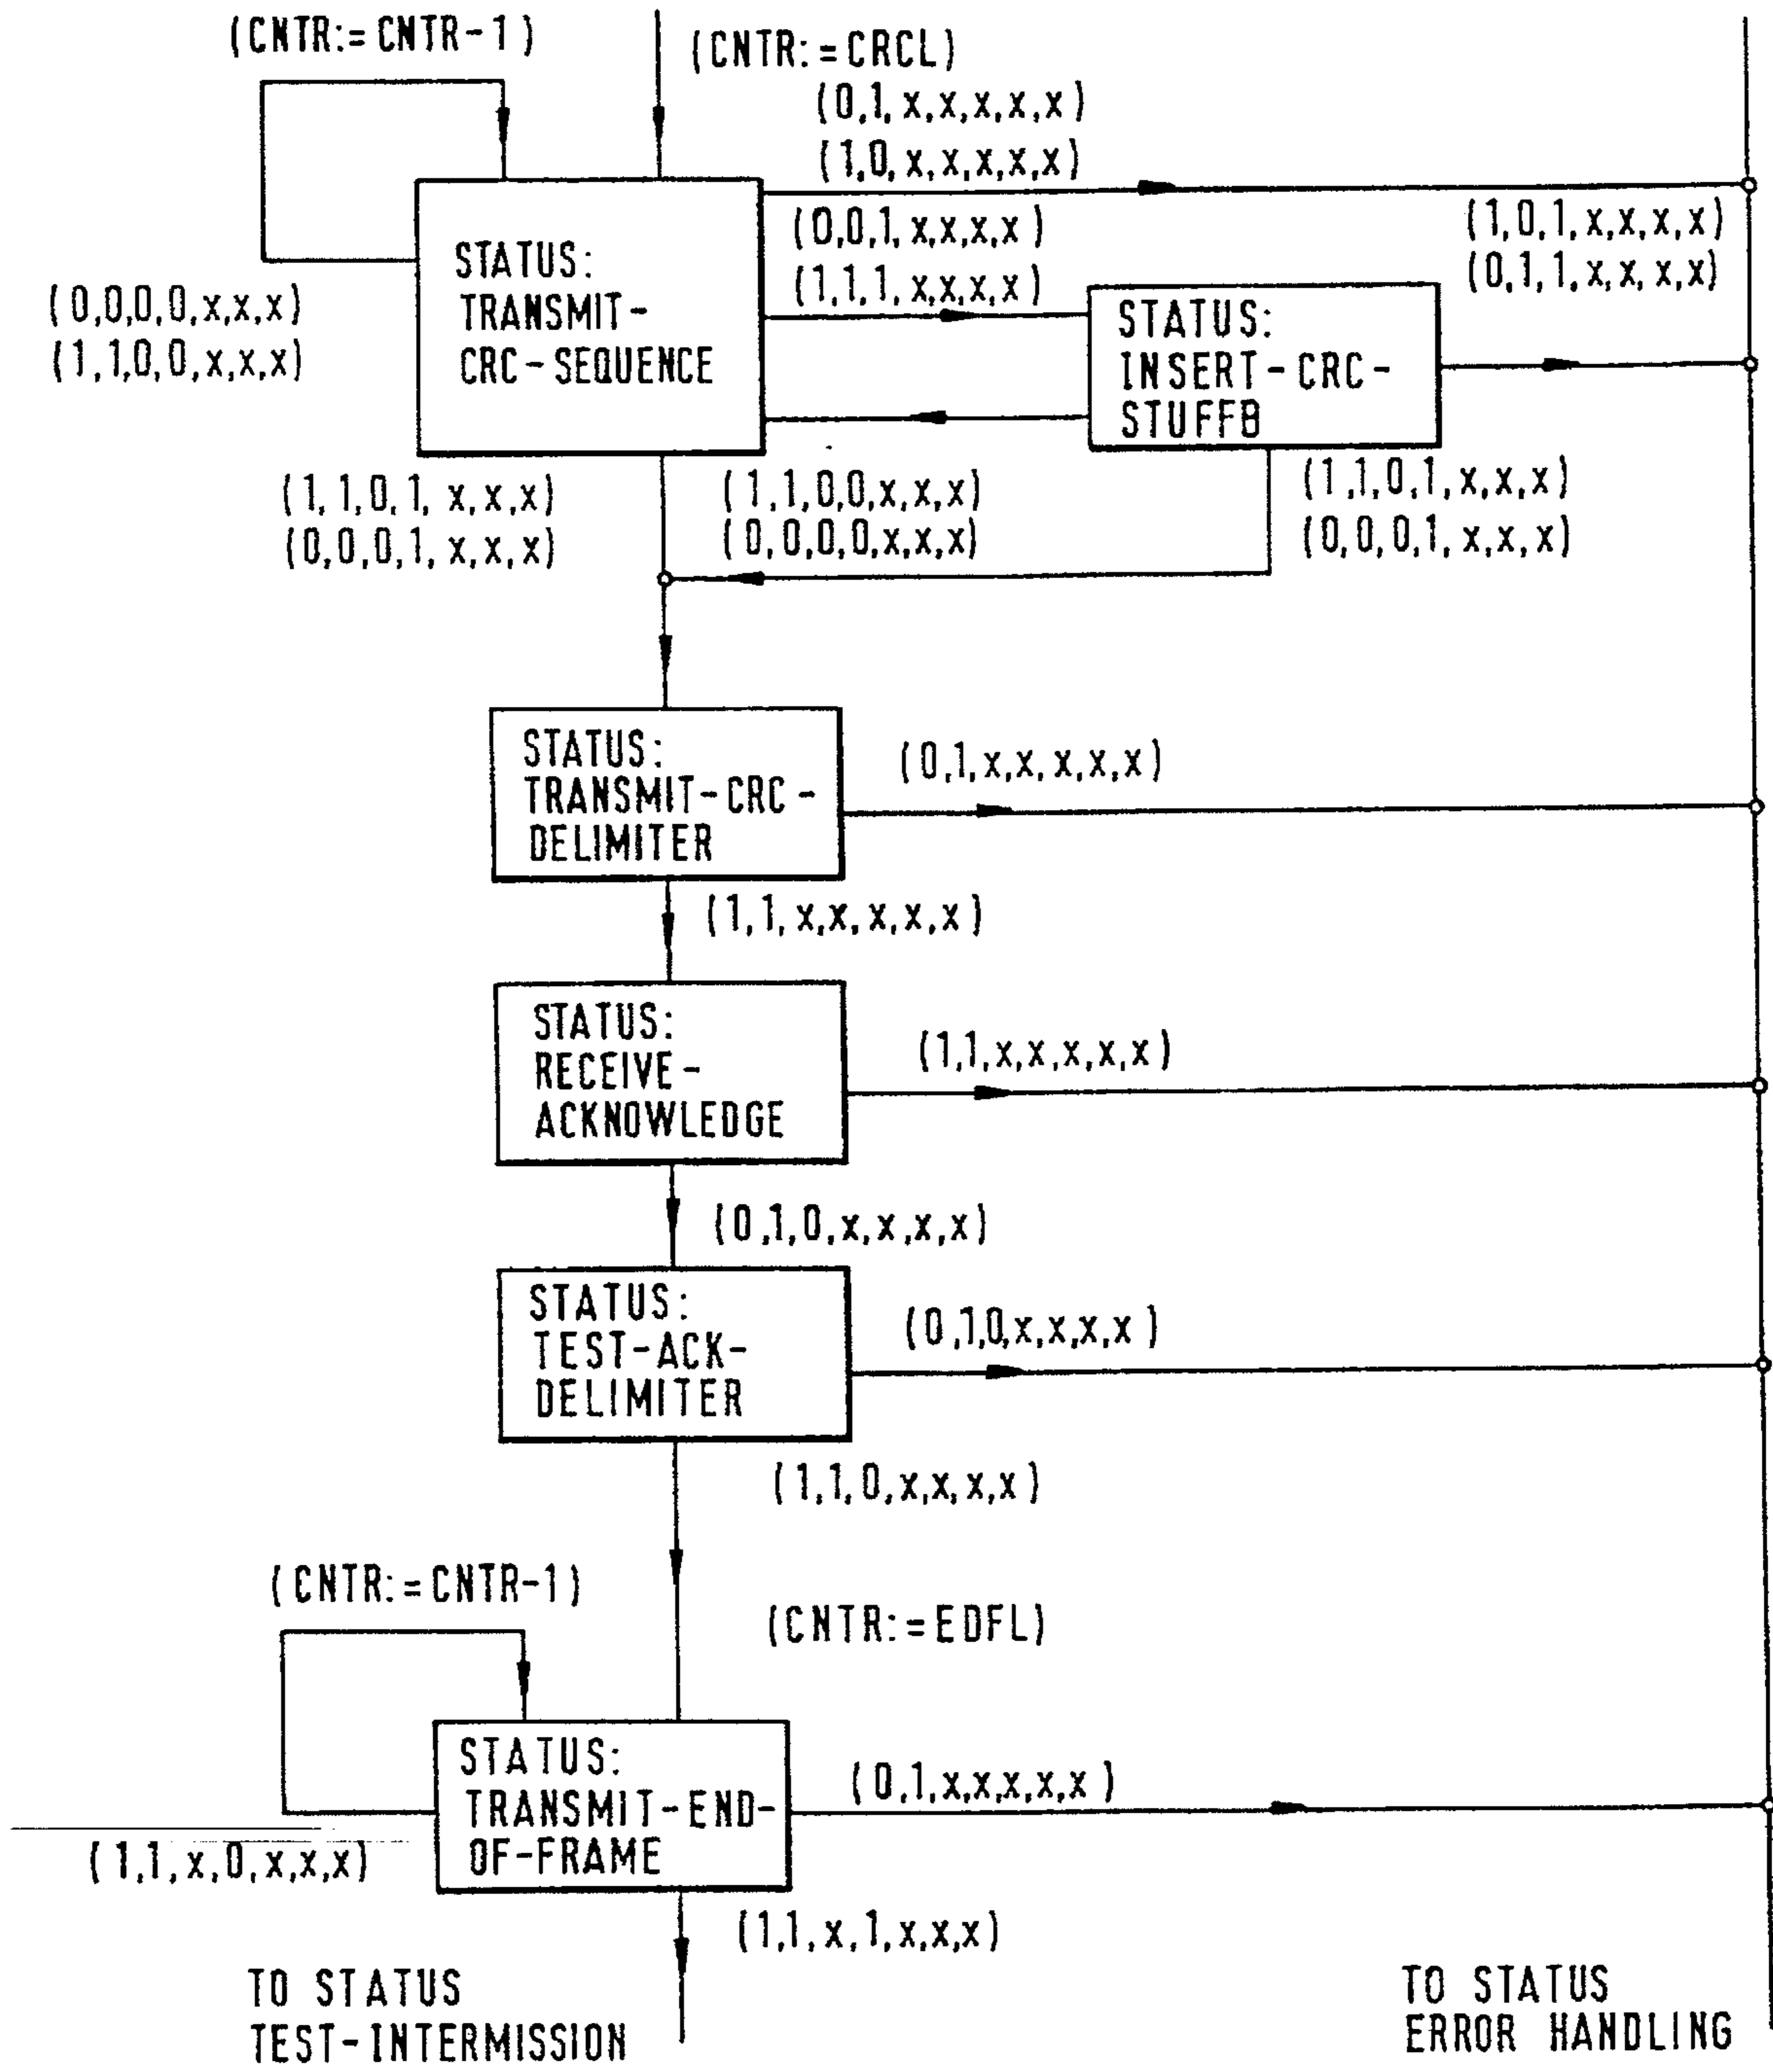 (CNTR:=CNTR-1)
(CNTR:=CRCL)
(0,1,x,x,x,x,x)
(1,0,x,x,x,x,x)
(0,0,1,x,x,x,x)
(1,1,1,x,x,x,x)
(1,0,1,x,x,x,x)
(0,1,1,x,x,x,x)
(0,0,0,0,x,x,x)
(1,1,0,0,x,x,x)
STATUS:
TRANSMIT-
CRC-SEQUENCE
STATUS:
INSERT-CRC-
STUFFB
(1,1,0,1,x,x,x)
(0,0,0,1,x,x,x)
(1,1,0,0,x,x,x)
(0,0,0,0,x,x,x)
(1,1,0,1,x,x,x)
(0,0,0,1,x,x,x)
STATUS:
TRANSMIT-CRC-
DELIMITER
(0,1,x,x,x,x,x)
(1,1,x,x,x,x,x)
STATUS:
RECEIVE-
ACKNOWLEDGE
(1,1,x,x,x,x,x)
(0,1,0,x,x,x,x)
STATUS:
TEST-ACK-
DELIMITER
(0,1,0,x,x,x,x)
(1,1,0,x,x,x,x)
(CNTR:=CNTR-1)
(CNTR:=EDFL)
STATUS:
TRANSMIT-END-
OF-FRAME
(0,1,x,x,x,x,x)
(1,1,x,0,x,x,x)
(1,1,x,1,x,x,x)
TO STATUS
TEST-INTERMISSION
TO STATUS
ERROR HANDLING